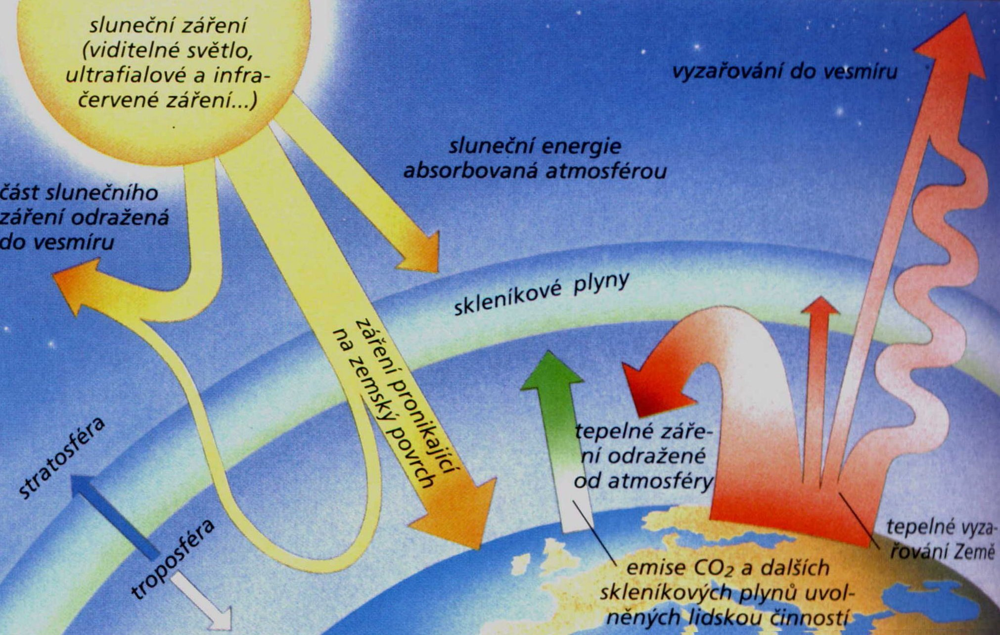 sluneční záření
(viditelné světlo,
ultrafialové a infra-
červené záření...)
vyzařování do vesmíru
sluneční energie
absorbovaná atmosférou
část slunečního
záření odražená
do vesmíru
skleníkové plyny
záření pronikající
na zemský povrch
stratosféra
troposféra
tepelné záře-
ní odražené
od atmosféry
tepelné vyza-
řování Země
emise CO₂ a dalších
skleníkových plynů uvol-
něných lidskou činností